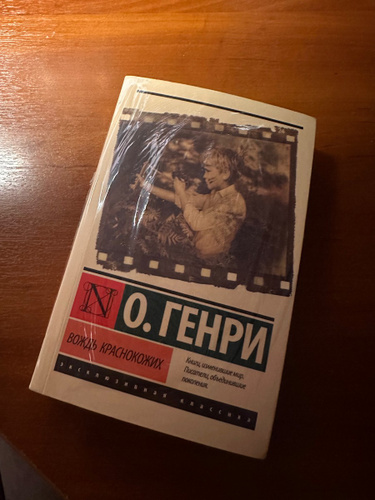 N
О. ГЕНРИ
ВОЖДЬ КРАСНОКОЖИХ
Книги, изменившие мир.
Писатели, объединившие
поколения.
ЭКСКЛЮЗИВНАЯ КЛАССИКА